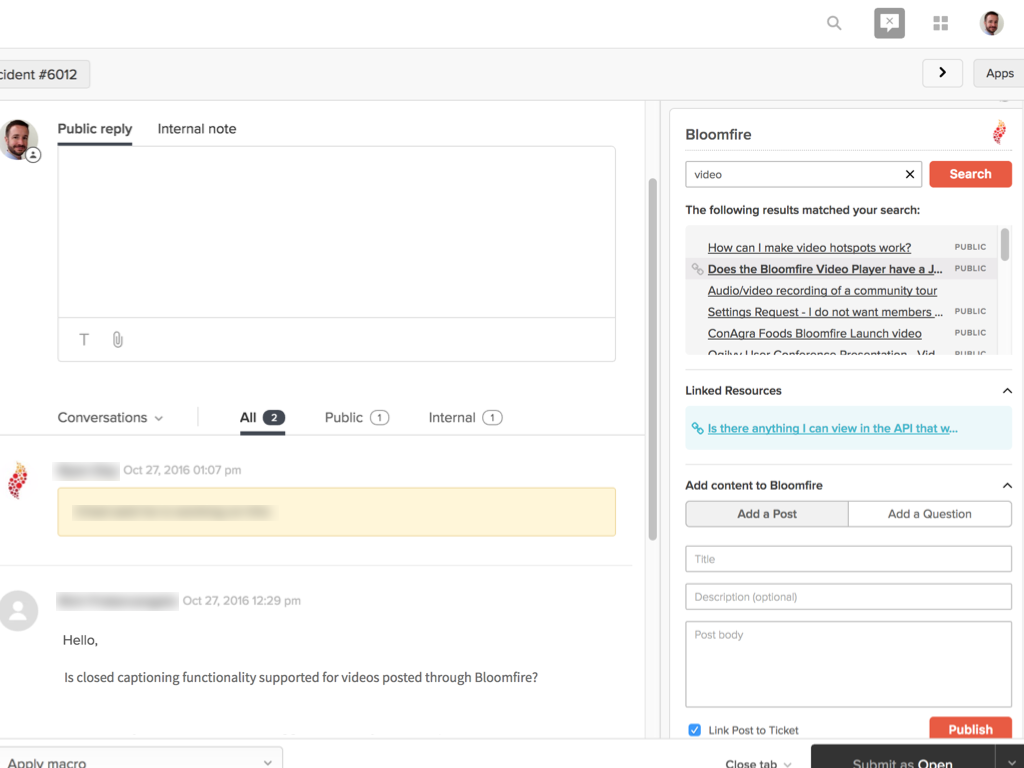 cident #6012
Apps
Public reply
Internal note
T
Conversations
All 2
Public 1
Internal 1
Oct 27, 2016 01:07 pm
Oct 27, 2016 12:29 pm
Hello,
Is closed captioning functionality supported for videos posted through Bloomfire?
Apply macro
Close tab
Submit as Open
Bloomfire
video
Search
The following results matched your search:
How can I make video hotspots work? PUBLIC
Does the Bloomfire Video Player have a J... PUBLIC
Audio/video recording of a community tour
Settings Request - I do not want members ... PUBLIC
ConAgra Foods Bloomfire Launch video PUBLIC
Ogilvy User Conference Presentation - Vid PUBLIC
Linked Resources
Is there anything I can view in the API that w...
Add content to Bloomfire
Add a Post
Add a Question
Title
Description (optional)
Post body
Link Post to Ticket
Publish